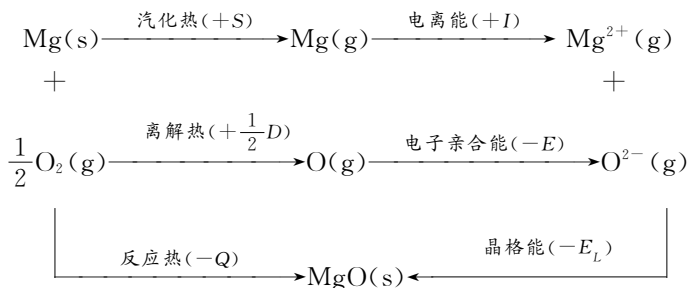 Mg(s) 汽化热(+S) Mg(g) 电离能(+I) Mg²⁺(g)
+ +
½O₂(g) 离解热(+½D) O(g) 电子亲合能(−E) O²⁻(g)
反应热(−Q) MgO(s) 晶格能(−E_L)